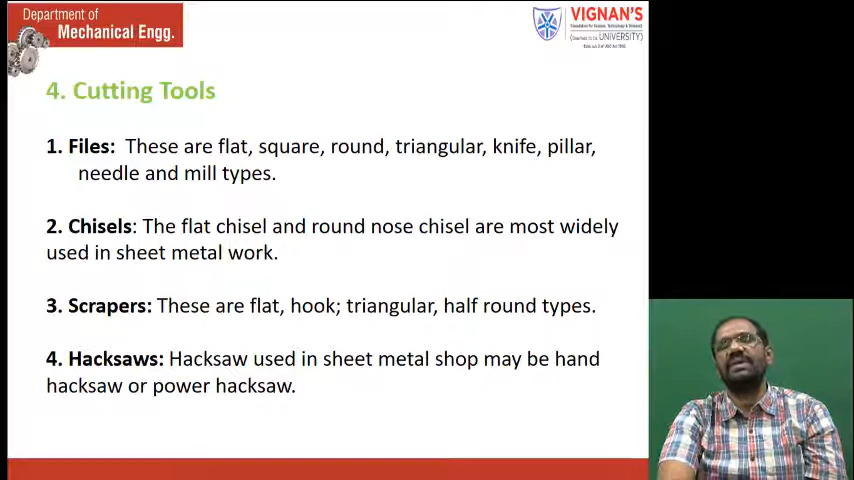 Department of
Mechanical Engg.
VIGNAN'S
UNIVERSITY)
4. Cutting Tools
1. Files: These are flat, square, round, triangular, knife, pillar,
needle and mill types.
2. Chisels: The flat chisel and round nose chisel are most widely
used in sheet metal work.
3. Scrapers: These are flat, hook; triangular, half round types.
4. Hacksaws: Hacksaw used in sheet metal shop may be hand
hacksaw or power hacksaw.